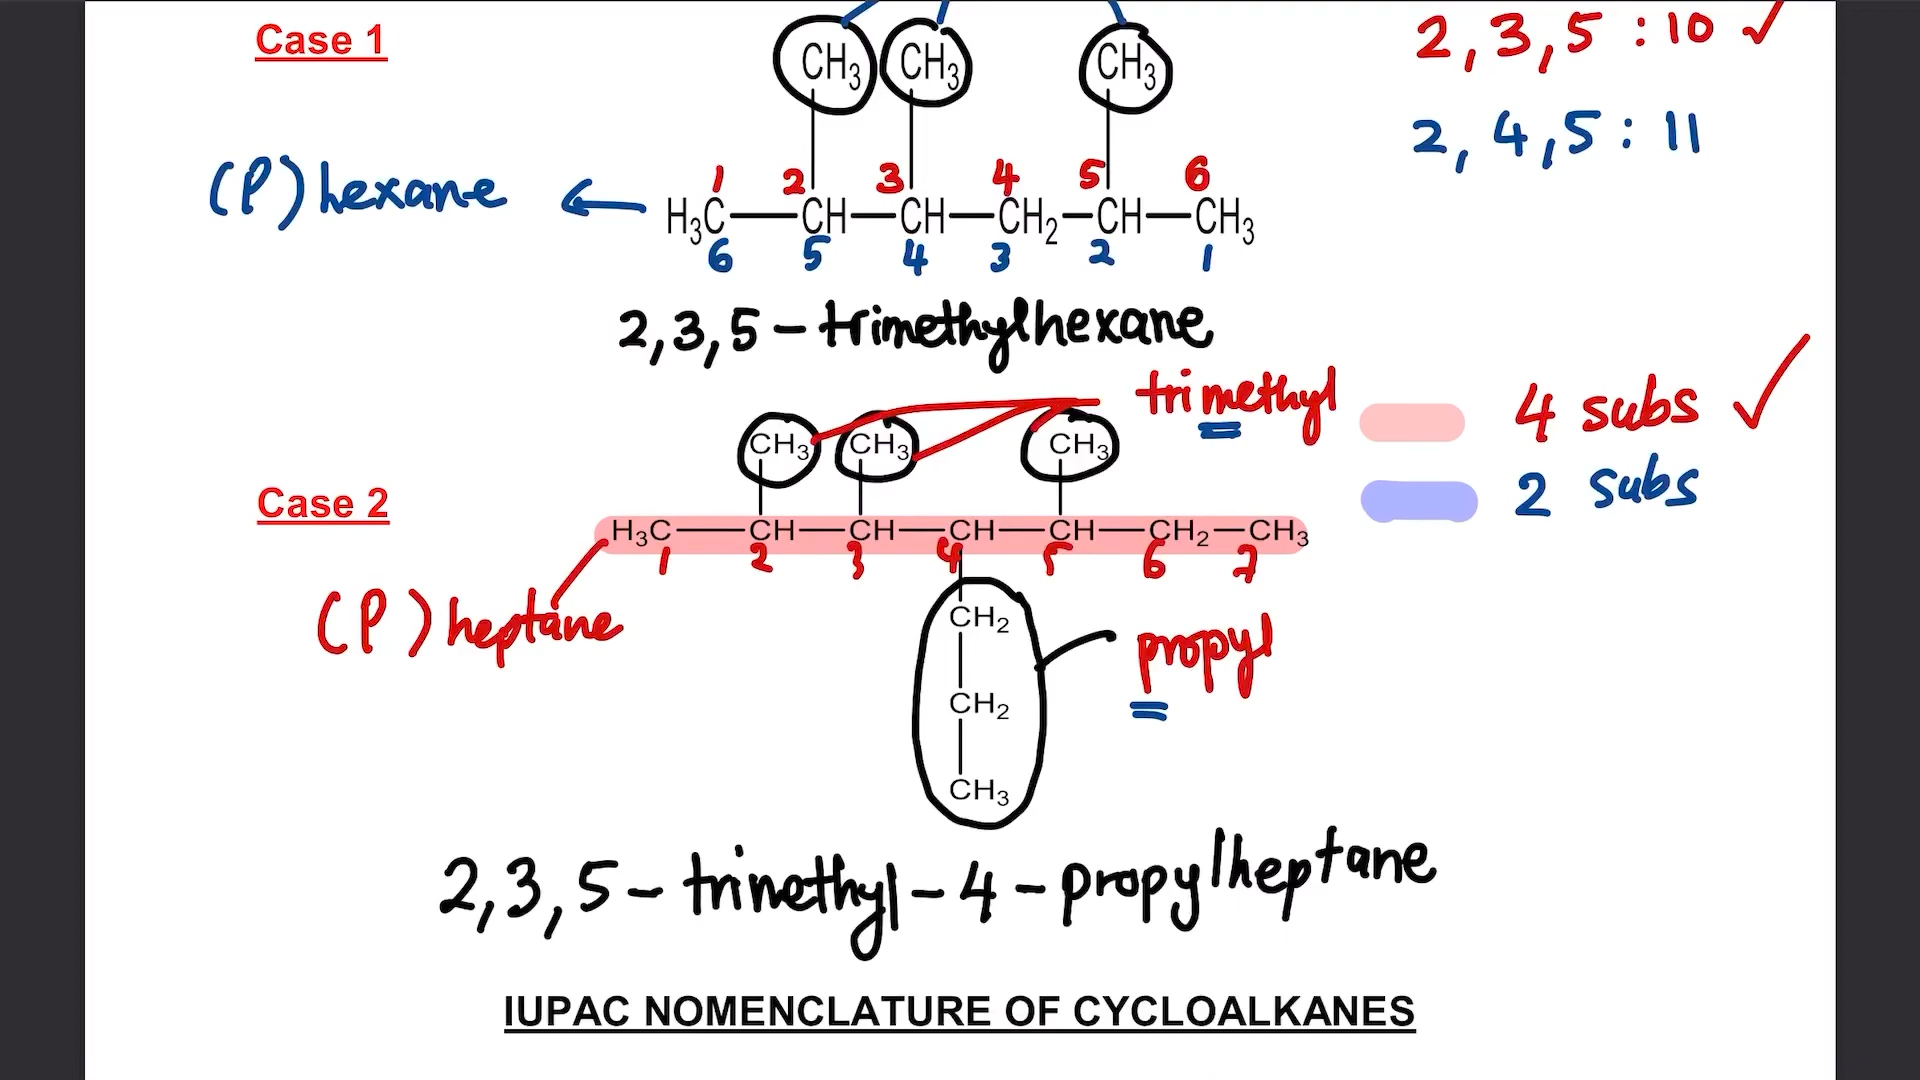 Case 1
2, 3, 5 : 10 ✓
CH3 CH3 CH3
2, 4, 5 : 11
(P) hexane
1 2 3 4 5 6
H3C—CH—CH—CH2—CH—CH3
6 5 4 3 2 1
2,3,5-trimethylhexane
trimethyl
4 subs ✓
CH3 CH3 CH3
2 subs
Case 2
H3C—CH—CH—CH—CH—CH2—CH3
1 2 3 4 5 6 7
(P) heptane
CH2
propyl
CH2
CH3
2,3,5-trimethyl-4-propylheptane
IUPAC NOMENCLATURE OF CYCLOALKANES